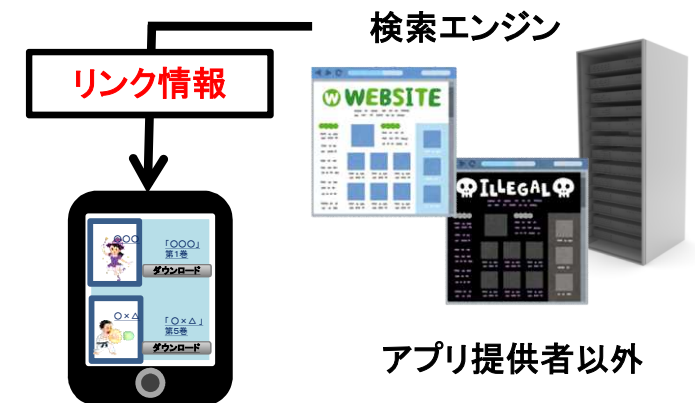 検索エンジン
リンク情報
WEBSITE
ILLEGAL
○○○
「○○○」
第1巻
ダウンロード
○×△
「○×△」
第5巻
ダウンロード
アプリ提供者以外